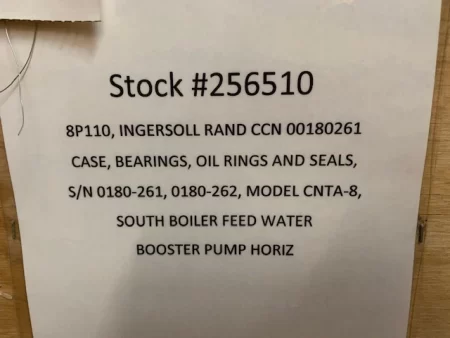 Stock #256510
8P110, INGERSOLL RAND CCN 00180261
CASE, BEARINGS, OIL RINGS AND SEALS,
S/N 0180-261, 0180-262, MODEL CNTA-8,
SOUTH BOILER FEED WATER
BOOSTER PUMP HORIZ